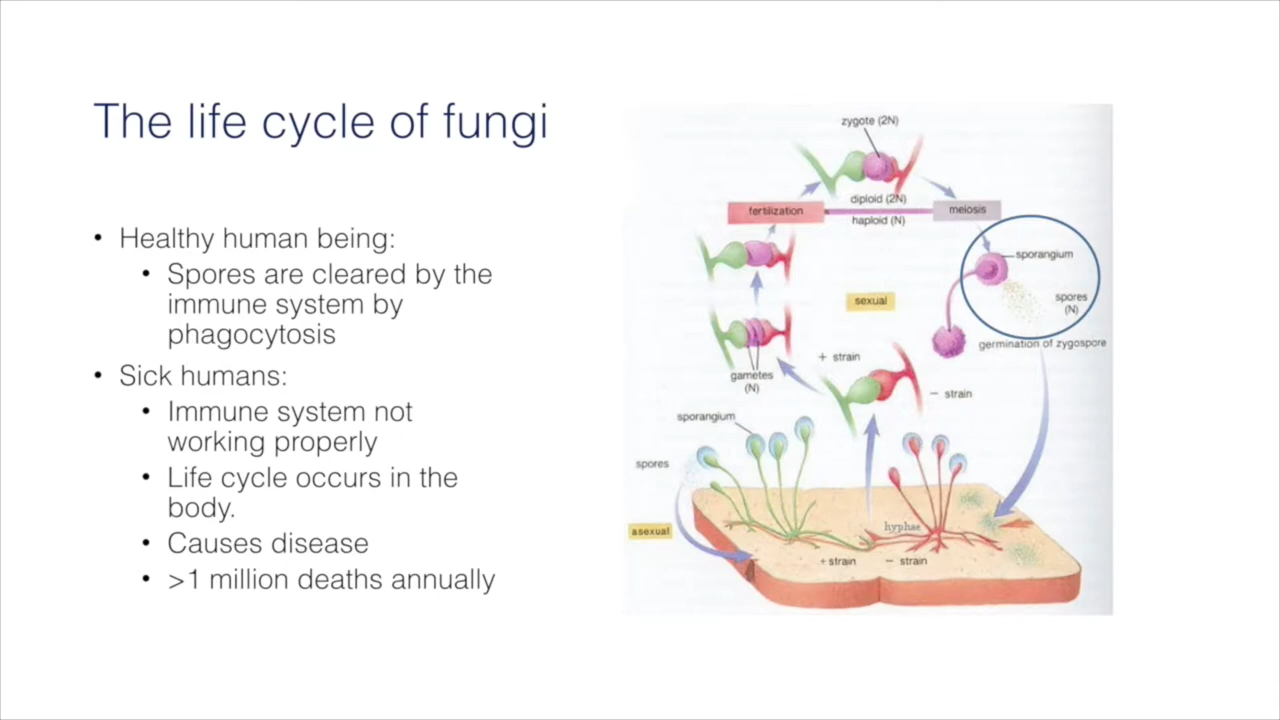 The life cycle of fungi
• Healthy human being:
• Spores are cleared by the
immune system by
phagocytosis
• Sick humans:
• Immune system not
working properly
• Life cycle occurs in the
body.
• Causes disease
• >1 million deaths annually
zygote (2N)
diploid (2N)
fertilization
meiosis
haploid (N)
sporangium
spores
(N)
sexual
germination of zygospore
+ strain
gametes
(N)
− strain
sporangium
spores
asexual
hyphae
+ strain
− strain